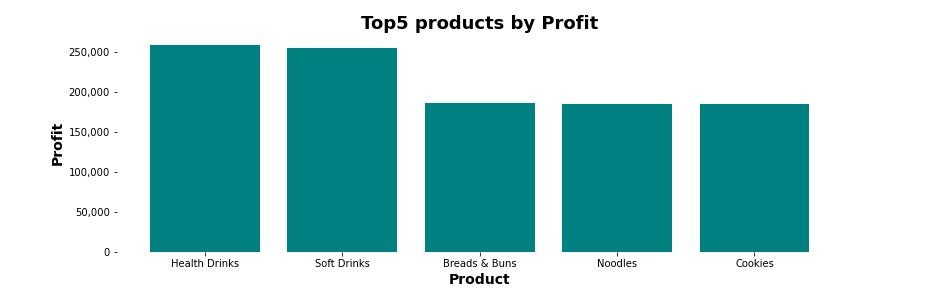 Top5 products by Profit
Profit
250,000
200,000
150,000
100,000
50,000
0
Health Drinks
Soft Drinks
Breads & Buns
Noodles
Cookies
Product